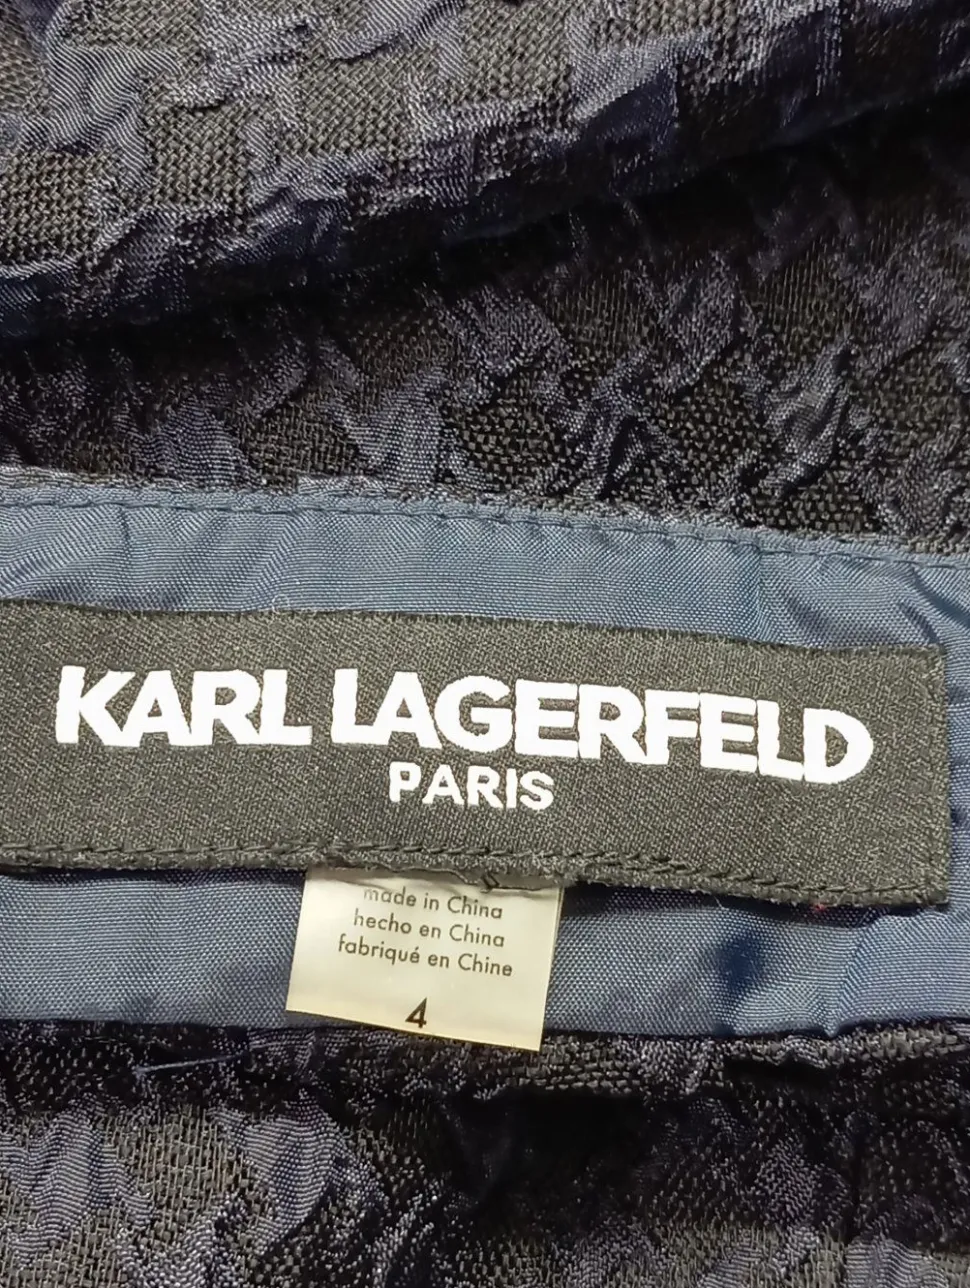 KARL LAGERFELD
PARIS
made in China
hecho en China
fabriqué en Chine
4